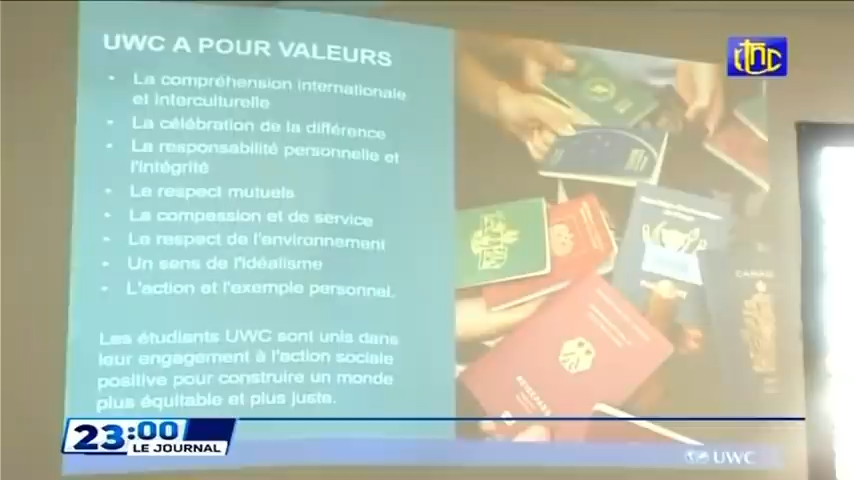 UWC A POUR VALEURS
• La compréhension internationale
et interculturelle
• La célébration de la différence
• La responsabilité personnelle et
l'intégrité
• Le respect mutuels
• La compassion et de service
• Le respect de l'environnement
• Un sens de l'idéalisme
• L'action et l'exemple personnel.
Les étudiants UWC sont unis dans
leur engagement à l'action sociale
positive pour construire un monde
plus équitable et plus juste.
rtnc
CANADA
REISEPASS
23:00
LE JOURNAL
UWC